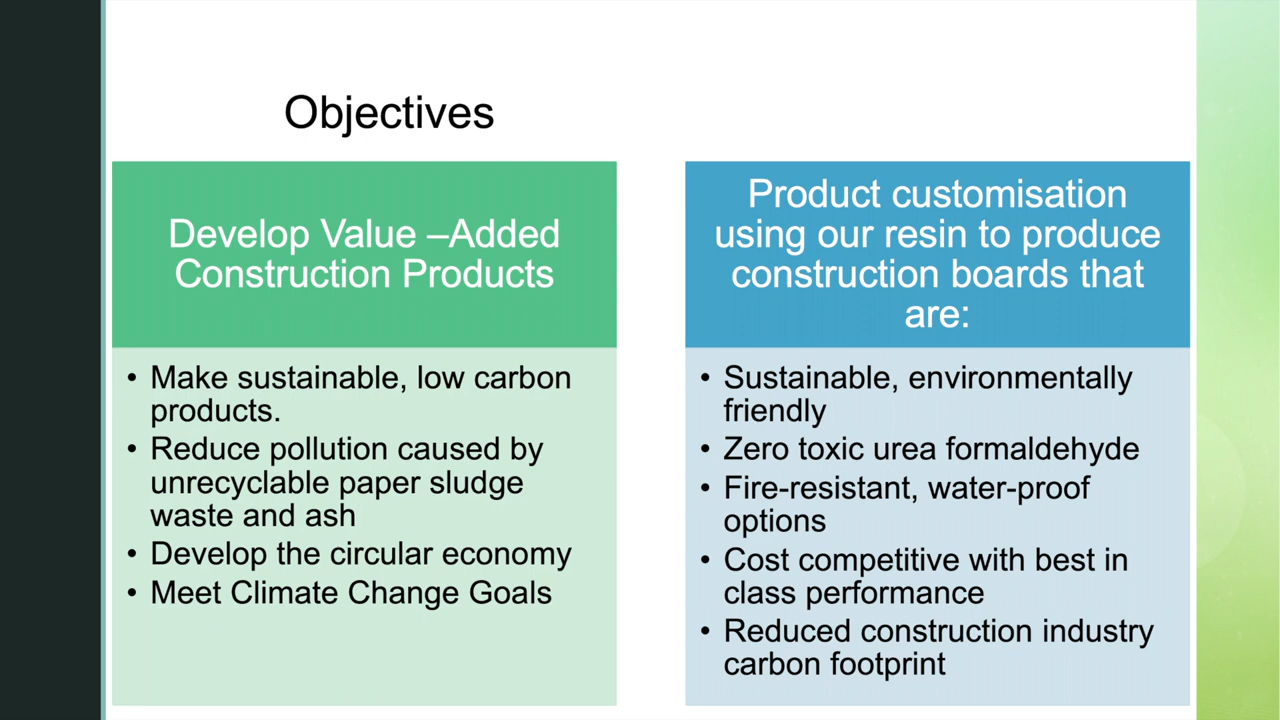 Objectives
Develop Value –Added
Construction Products
• Make sustainable, low carbon
products.
• Reduce pollution caused by
unrecyclable paper sludge
waste and ash
• Develop the circular economy
• Meet Climate Change Goals
Product customisation
using our resin to produce
construction boards that
are:
• Sustainable, environmentally
friendly
• Zero toxic urea formaldehyde
• Fire-resistant, water-proof
options
• Cost competitive with best in
class performance
• Reduced construction industry
carbon footprint